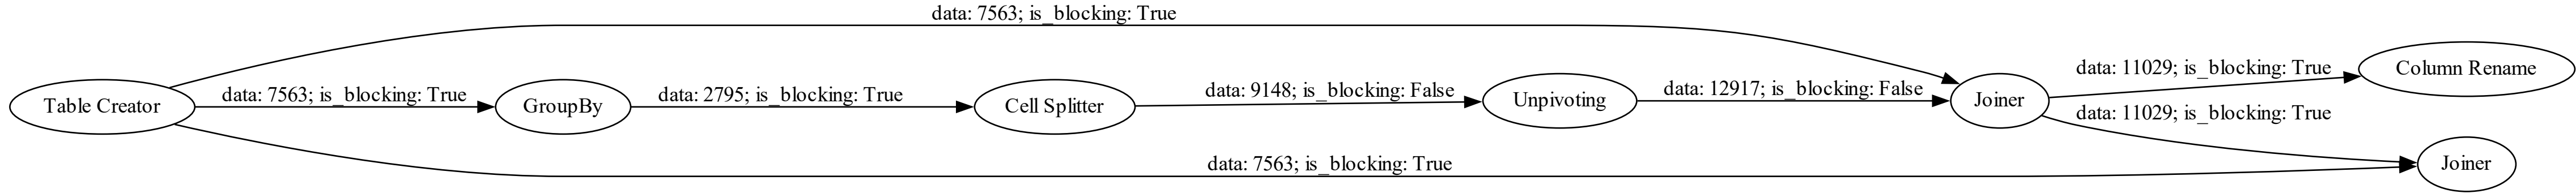 data: 7563; is_blocking: True
Table Creator
data: 7563; is_blocking: True
GroupBy
data: 2795; is_blocking: True
Cell Splitter
data: 9148; is_blocking: False
Unpivoting
data: 12917; is_blocking: False
Joiner
data: 11029; is_blocking: True
Column Rename
data: 11029; is_blocking: True
data: 7563; is_blocking: True
Joiner